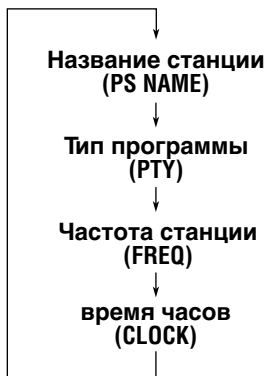 Название станции
(PS NAME)
Тип программы
(PTY)
Частота станции
(FREQ)
время часов
(CLOCK)